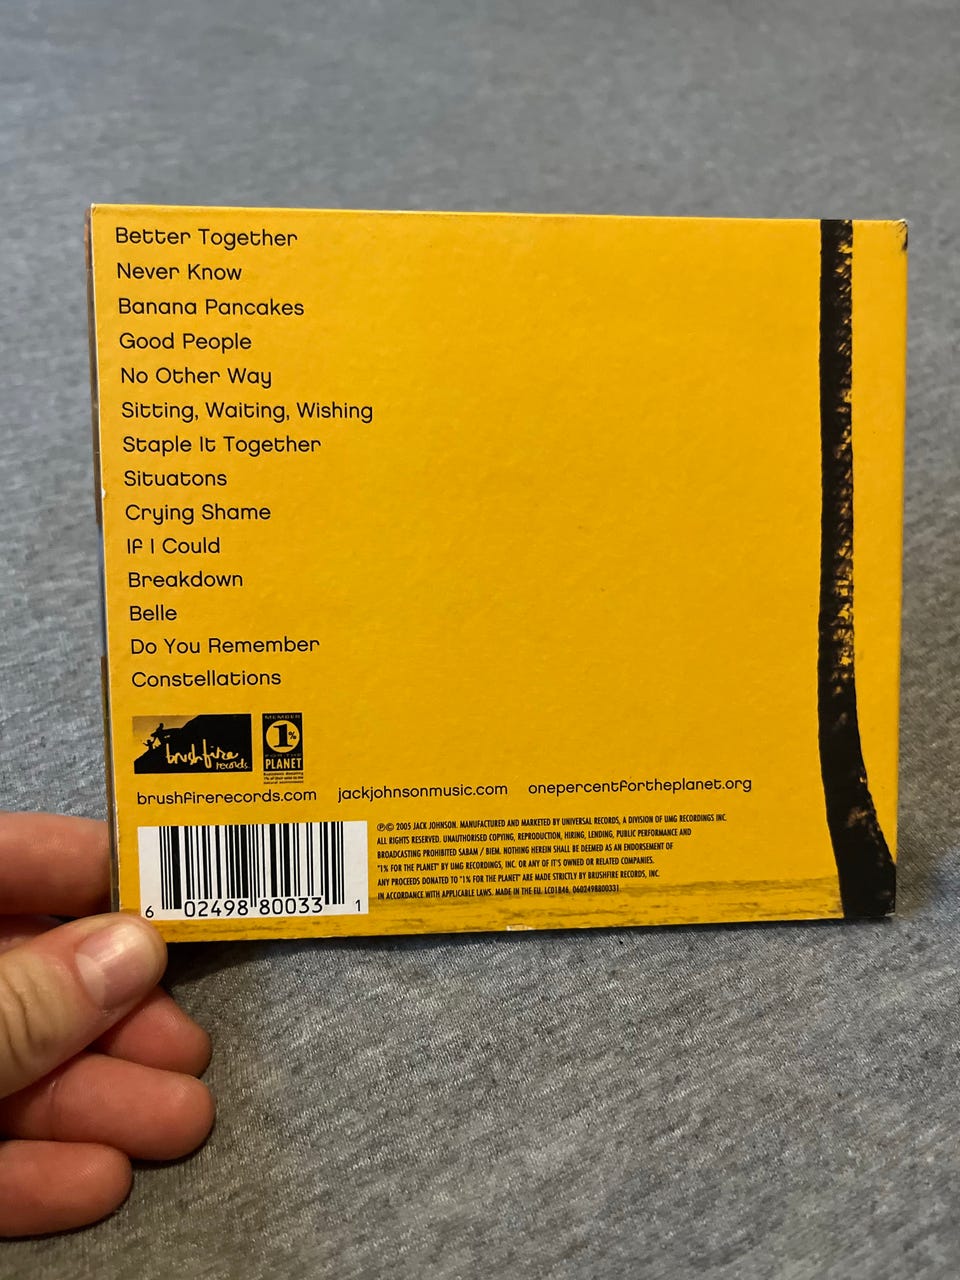 Better Together
Never Know
Banana Pancakes
Good People
No Other Way
Sitting, Waiting, Wishing
Staple It Together
Situatons
Crying Shame
If I Could
Breakdown
Belle
Do You Remember
Constellations
brushfire
records
MEMBER
1%
FOR THE
PLANET
brushfirerecords.com jackjohnsonmusic.com onepercentfortheplanet.org
℗© 2005 JACK JOHNSON. MANUFACTURED AND MARKETED BY UNIVERSAL RECORDS, A DIVISION OF UMG RECORDINGS INC.
ALL RIGHTS RESERVED. UNAUTHORISED COPYING, REPRODUCTION, HIRING, LENDING, PUBLIC PERFORMANCE AND
BROADCASTING PROHIBITED SABAM / BIEM. NOTHING HEREIN SHALL BE DEEMED AS AN ENDORSEMENT OF
"1% FOR THE PLANET" BY UMG RECORDINGS, INC. OR ANY OF IT'S OWNED OR RELATED COMPANIES.
ANY PROCEEDS DONATED TO "1% FOR THE PLANET" ARE MADE STRICTLY BY BRUSHFIRE RECORDS, INC.
IN ACCORDANCE WITH APPLICABLE LAWS. MADE IN THE EU. LC01846. 0602498800331
6 02498 80033 1